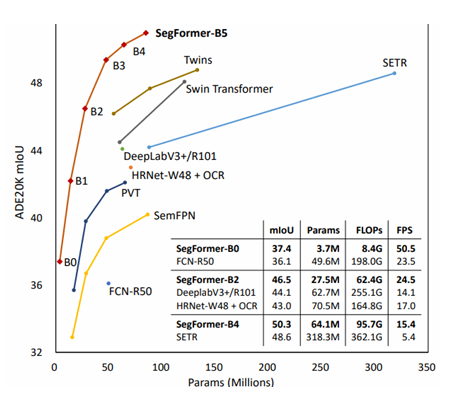 SegFormer-B5
B4
B3
Twins
SETR
48
Swin Transformer
B2
44
DeepLabV3+/R101
HRNet-W48 + OCR
B1
PVT
ADE20K mIoU
40
SemFPN
mIoU Params FLOPs FPS
SegFormer-B0 37.4 3.7M 8.4G 50.5
FCN-R50 36.1 49.6M 198.0G 23.5
B0
36
FCN-R50
SegFormer-B2 46.5 27.5M 62.4G 24.5
DeeplabV3+/R101 44.1 62.7M 255.1G 14.1
HRNet-W48 + OCR 43.0 70.5M 164.8G 17.0
SegFormer-B4 50.3 64.1M 95.7G 15.4
SETR 48.6 318.3M 362.1G 5.4
32
0 50 100 150 200 250 300 350
Params (Millions)